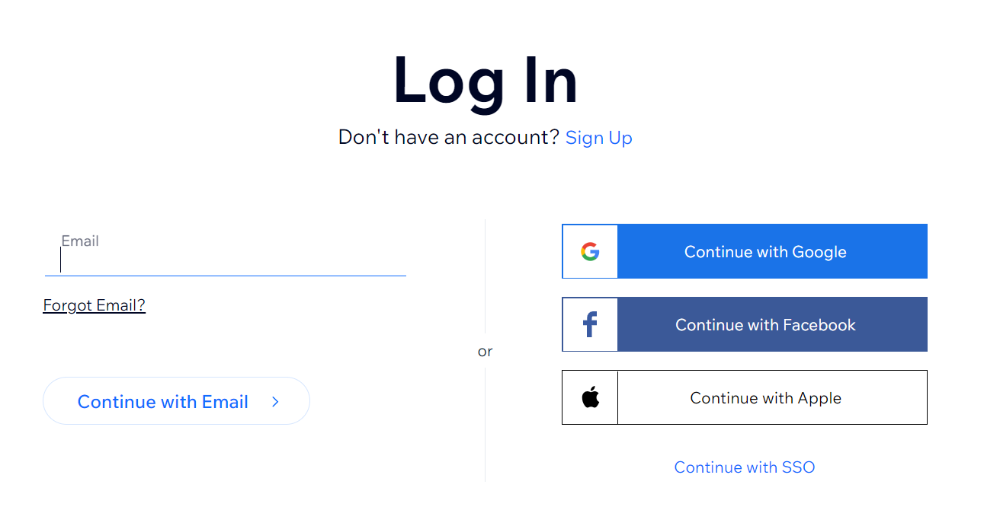 Log In
Don't have an account? Sign Up
Email
Forgot Email?
Continue with Email
or
Continue with Google
Continue with Facebook
Continue with Apple
Continue with SSO